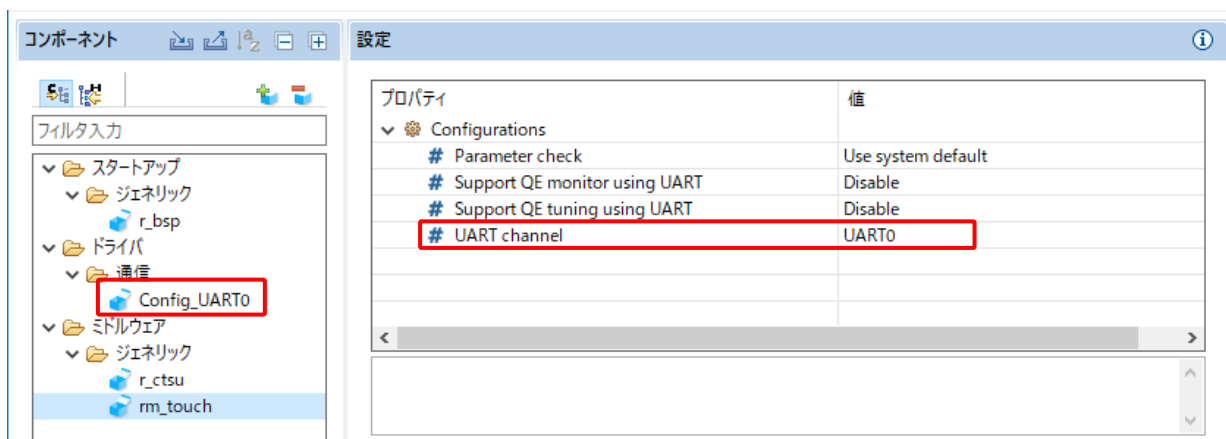 コンポーネント
フィルタ入力
スタートアップ
ジェネリック
r_bsp
ドライバ
通信
Config_UART0
ミドルウェア
ジェネリック
r_ctsu
rm_touch
設定
プロパティ 値
Configurations
# Parameter check Use system default
# Support QE monitor using UART Disable
# Support QE tuning using UART Disable
# UART channel UART0